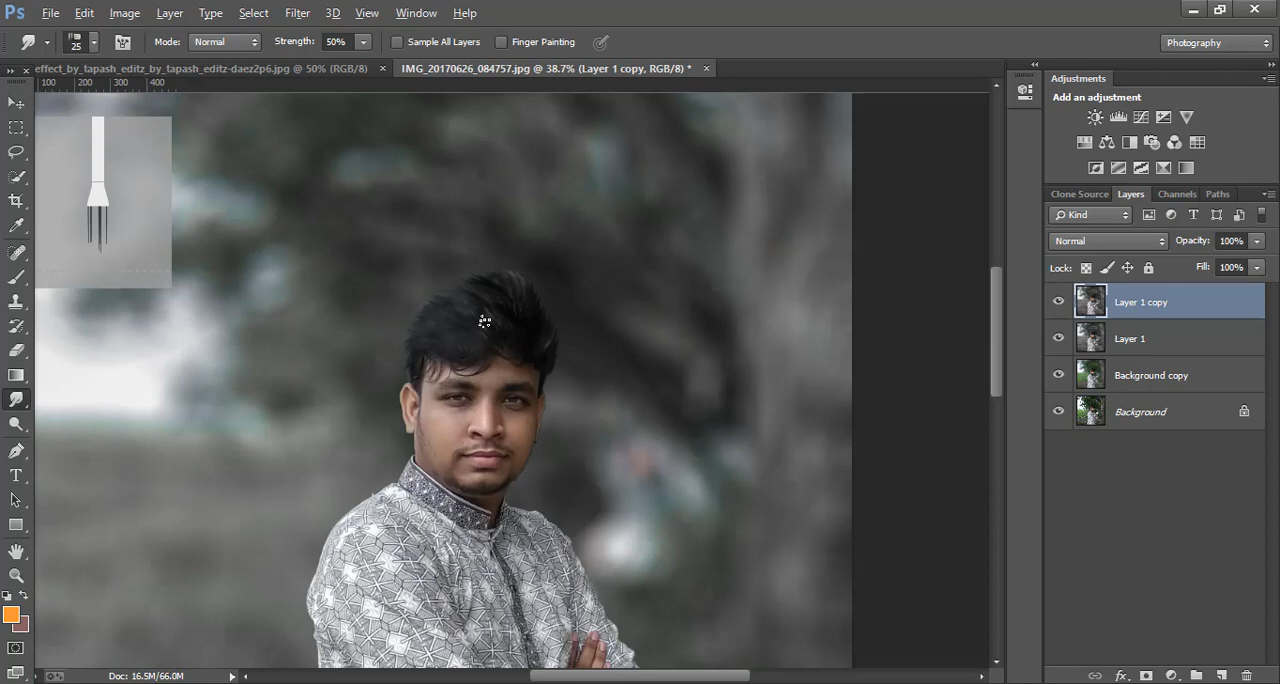 Ps File Edit Image Layer Type Select Filter 3D View Window Help
25 Mode: Normal Strength: 50% Sample All Layers Finger Painting Photography
effect_by_tapash_editz_by_tapash_editz-daez2p6.jpg @ 50% (RGB/8) IMG_20170626_084757.jpg @ 38.7% (Layer 1 copy, RGB/8) *
100 200 300 400
Adjustments
Add an adjustment
Clone Source Layers Channels Paths
Kind T
Normal Opacity: 100%
Lock: Fill: 100%
Layer 1 copy
Layer 1
Background copy
Background
T
Doc: 16.5M/66.0M
fx